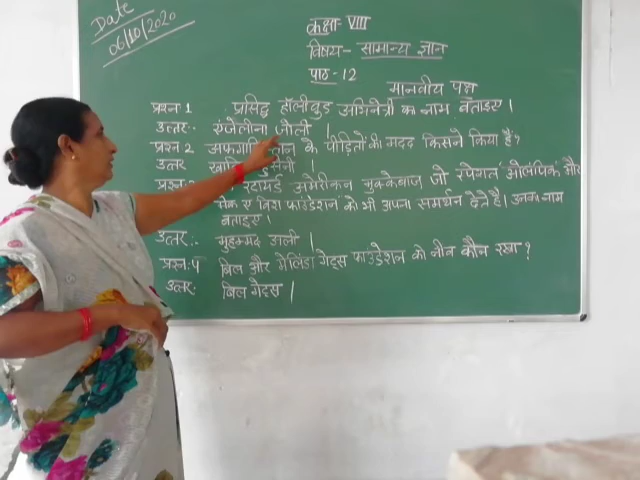 Date
06/10/2020
कक्षा- VIII
विषय- सामान्य ज्ञान
पाठ-12
मानवीय पक्ष
प्रश्न 1 प्रसिद्ध हॉलीवुड अभिनेत्री का नाम बताइए ।
उत्तर:- एंजेलीना जौली ।
प्रश्न 2 अफगानि तान के पीड़ितों की मदद किसने किया है?
उत्तर
रिटायर्ड अमेरीकन मुक्केबाज जो स्पेशल ओलंपिक और
मेक ए विश फाउंडेशन को भी अपना समर्थन देते है। उनका नाम
बताइए ।
उत्तर:- मुहम्मद अली ।
प्रश्न-4 बिल और मेलिंडा गेट्स फाउंडेशन की नीव कौन रखा ?
उत्तर- बिल गेट्स ।